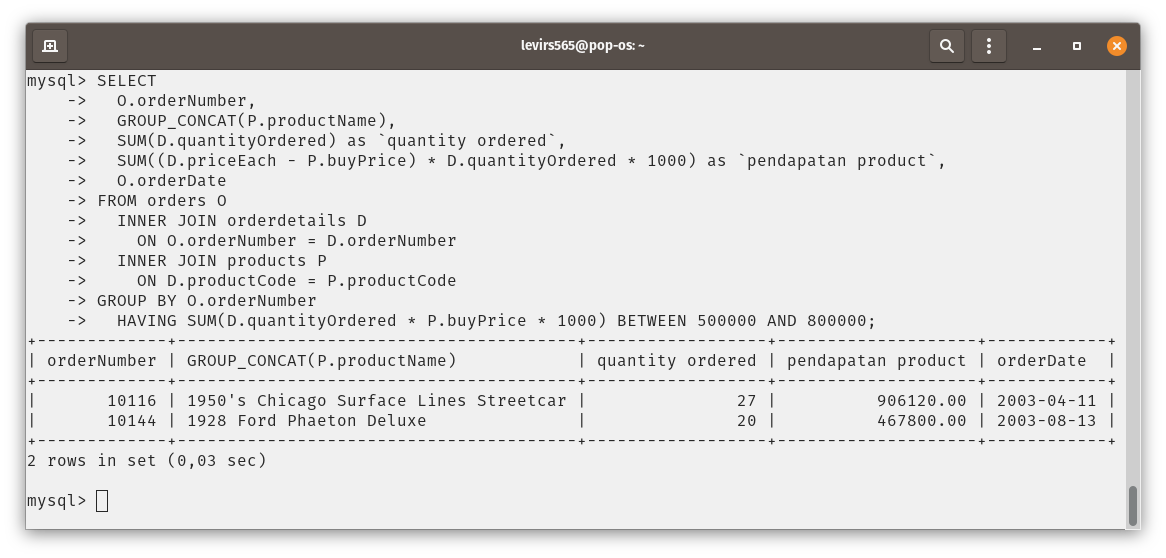 levirs565@pop-os: ~
mysql> SELECT
    ->   O.orderNumber,
    ->   GROUP_CONCAT(P.productName),
    ->   SUM(D.quantityOrdered) as `quantity ordered`,
    ->   SUM((D.priceEach - P.buyPrice) * D.quantityOrdered * 1000) as `pendapatan product`,
    ->   O.orderDate
    -> FROM orders O
    ->   INNER JOIN orderdetails D
    ->     ON O.orderNumber = D.orderNumber
    ->   INNER JOIN products P
    ->     ON D.productCode = P.productCode
    -> GROUP BY O.orderNumber
    ->   HAVING SUM(D.quantityOrdered * P.buyPrice * 1000) BETWEEN 500000 AND 800000;
+-------------+----------------------------------------+------------------+--------------------+------------+
| orderNumber | GROUP_CONCAT(P.productName)            | quantity ordered | pendapatan product | orderDate  |
+-------------+----------------------------------------+------------------+--------------------+------------+
|       10116 | 1950's Chicago Surface Lines Streetcar |               27 |          906120.00 | 2003-04-11 |
|       10144 | 1928 Ford Phaeton Deluxe               |               20 |          467800.00 | 2003-08-13 |
+-------------+----------------------------------------+------------------+--------------------+------------+
2 rows in set (0,03 sec)
mysql>